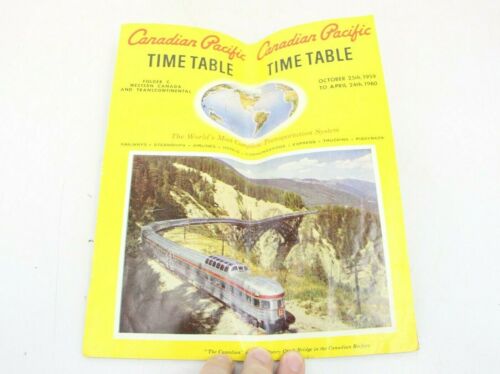 Canadian Pacific
TIME TABLE
FOLDER C
WESTERN CANADA
AND TRANSCONTINENTAL
Canadian Pacific
TIME TABLE
OCTOBER 25th, 1959
TO APRIL 24th, 1960
The World's Most Complete Transportation System
RAILWAYS • STEAMSHIPS • AIRLINES • HOTELS • COMMUNICATIONS • EXPRESS • TRUCKING • PIGGYBACK
"The Canadian" Creek Bridge in the Canadian Rockies